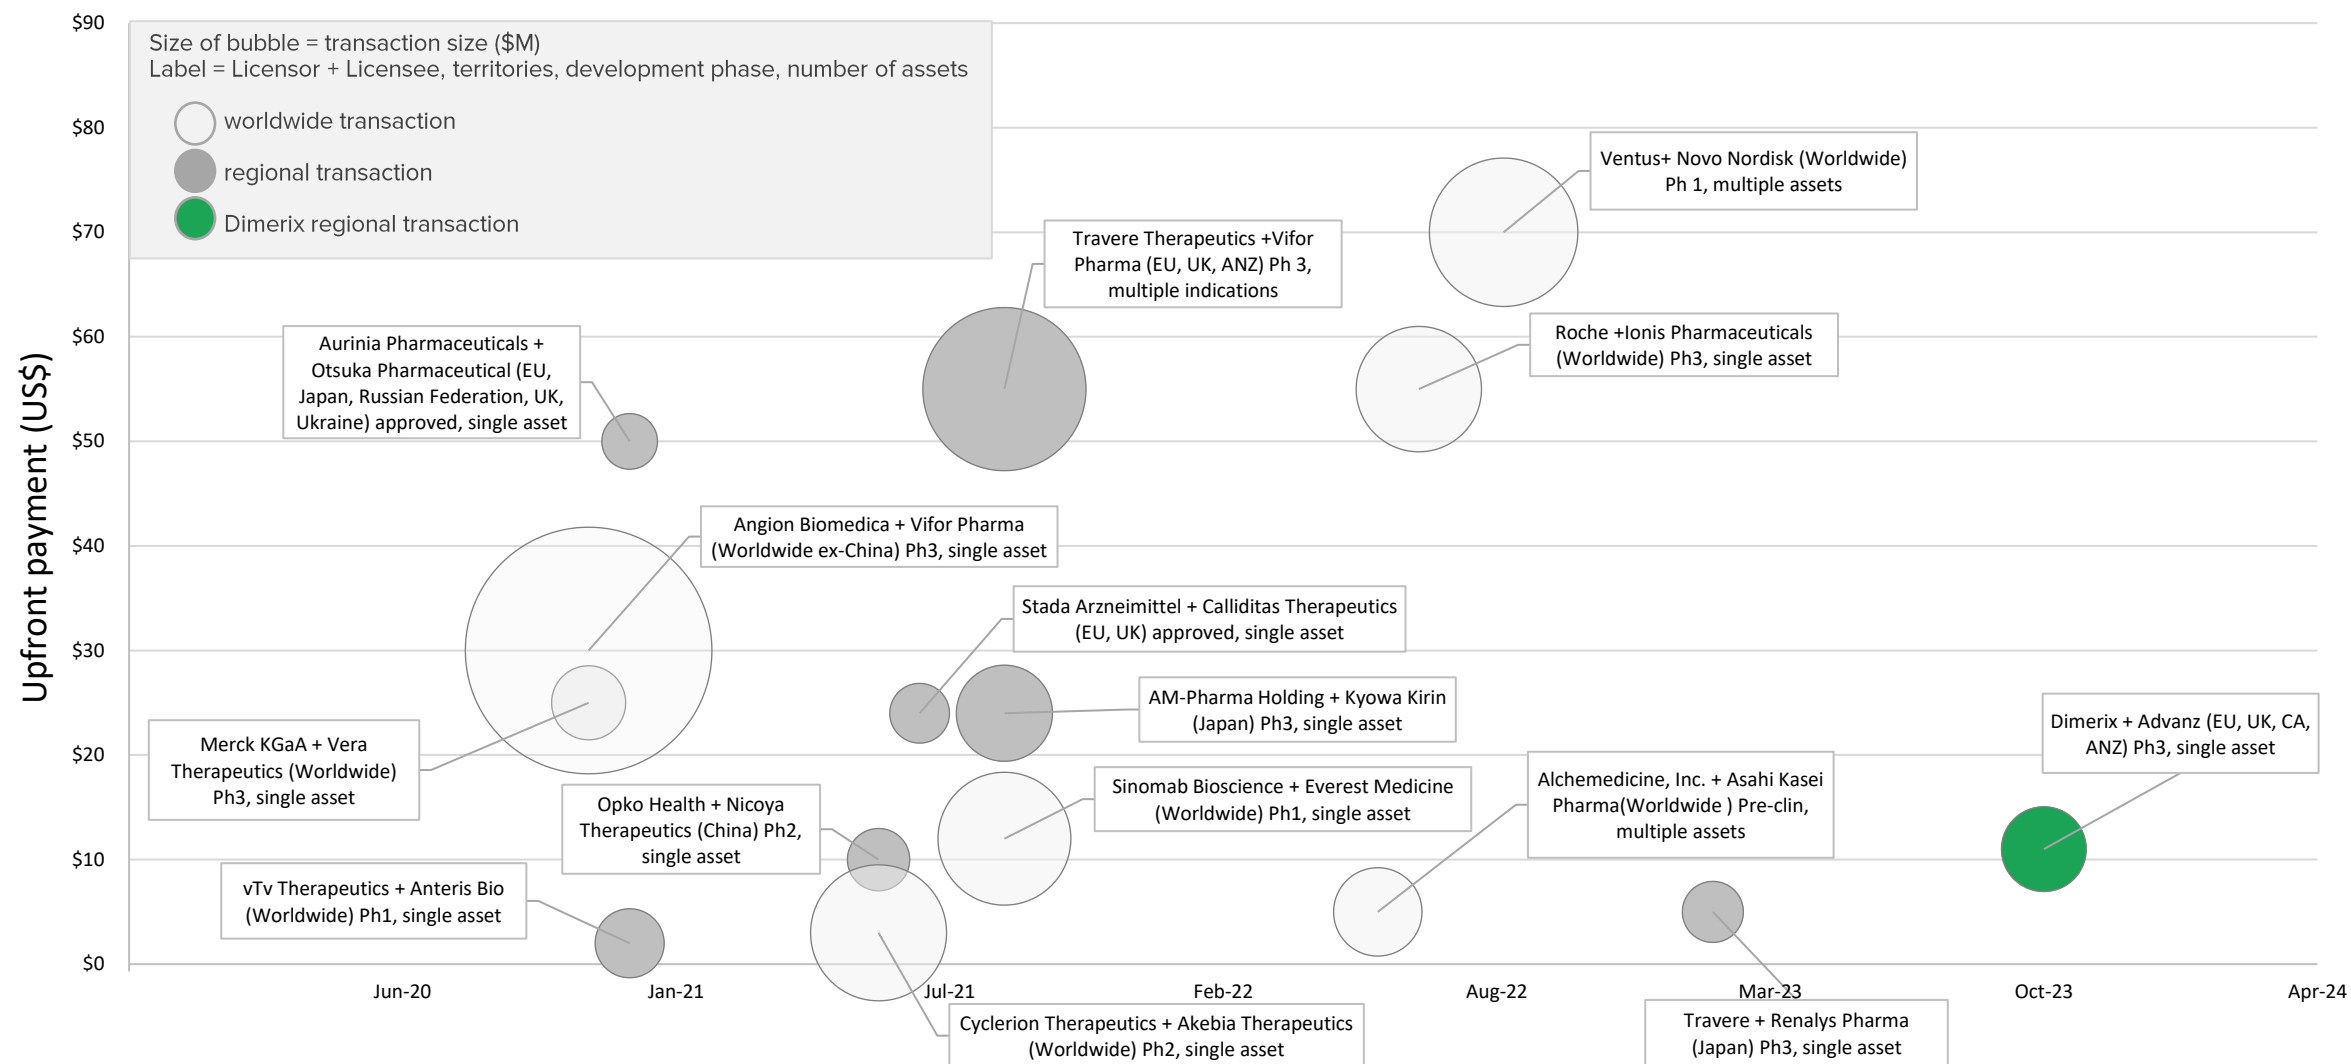 $90
Size of bubble = transaction size ($M)
Label = Licensor + Licensee, territories, development phase, number of assets
worldwide transaction
regional transaction
Dimerix regional transaction
$80
$70
$60
$50
$40
$30
$20
$10
$0
Upfront payment (US$)
Ventus+ Novo Nordisk (Worldwide)
Ph 1, multiple assets
Travere Therapeutics +Vifor
Pharma (EU, UK, ANZ) Ph 3,
multiple indications
Roche +Ionis Pharmaceuticals
(Worldwide) Ph3, single asset
Aurinia Pharmaceuticals +
Otsuka Pharmaceutical (EU,
Japan, Russian Federation, UK,
Ukraine) approved, single asset
Angion Biomedica + Vifor Pharma
(Worldwide ex-China) Ph3, single asset
Stada Arzneimittel + Calliditas Therapeutics
(EU, UK) approved, single asset
AM-Pharma Holding + Kyowa Kirin
(Japan) Ph3, single asset
Dimerix + Advanz (EU, UK, CA,
ANZ) Ph3, single asset
Merck KGaA + Vera
Therapeutics (Worldwide)
Ph3, single asset
Opko Health + Nicoya
Therapeutics (China) Ph2,
single asset
Sinomab Bioscience + Everest Medicine
(Worldwide) Ph1, single asset
Alchemedicine, Inc. + Asahi Kasei
Pharma(Worldwide ) Pre-clin,
multiple assets
vTv Therapeutics + Anteris Bio
(Worldwide) Ph1, single asset
Jun-20
Jan-21
Jul-21
Feb-22
Aug-22
Mar-23
Oct-23
Apr-24
Cyclerion Therapeutics + Akebia Therapeutics
(Worldwide) Ph2, single asset
Travere + Renalys Pharma
(Japan) Ph3, single asset